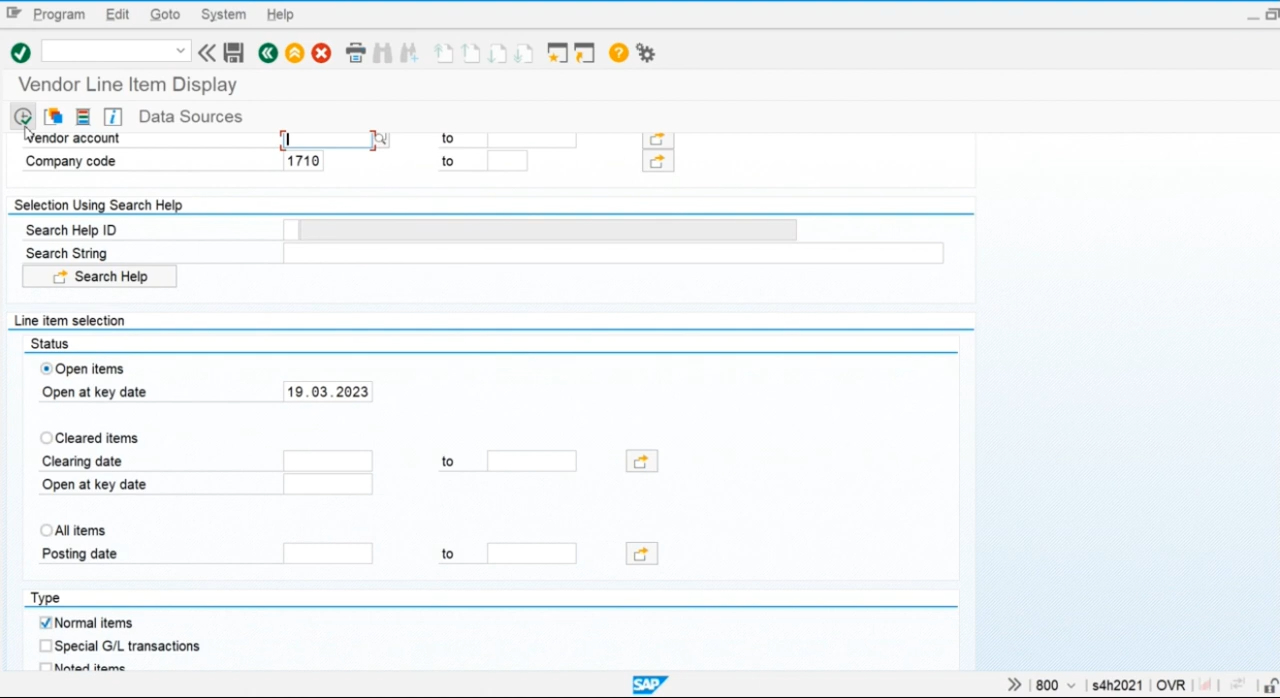 Program Edit Goto System Help
Vendor Line Item Display
Data Sources
Vendor account to
Company code 1710 to
Selection Using Search Help
Search Help ID
Search String
Search Help
Line item selection
Status
Open items
Open at key date 19.03.2023
Cleared items
Clearing date to
Open at key date
All items
Posting date to
Type
Normal items
Special G/L transactions
Noted items
SAP 800 s4h2021 OVR